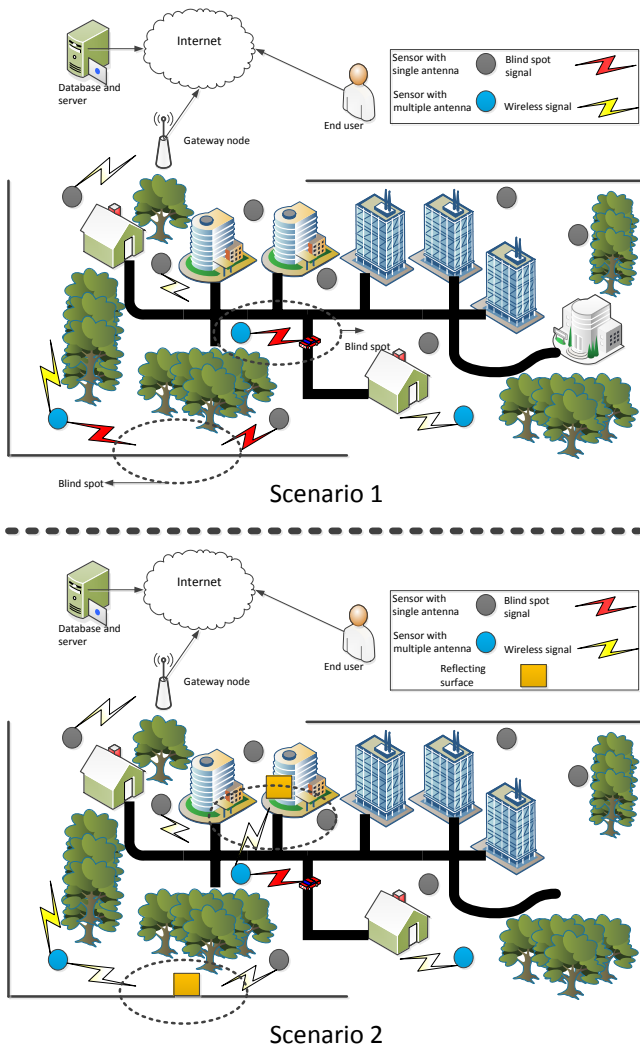 Internet
Database and
server
End user
Gateway node
Sensor with
single antenna
Blind spot
signal
Sensor with
multiple antenna
Wireless signal
Blind spot
Blind spot
Scenario 1
Internet
Database and
server
End user
Gateway node
Sensor with
single antenna
Blind spot
signal
Sensor with
multiple antenna
Wireless signal
Reflecting
surface
Scenario 2